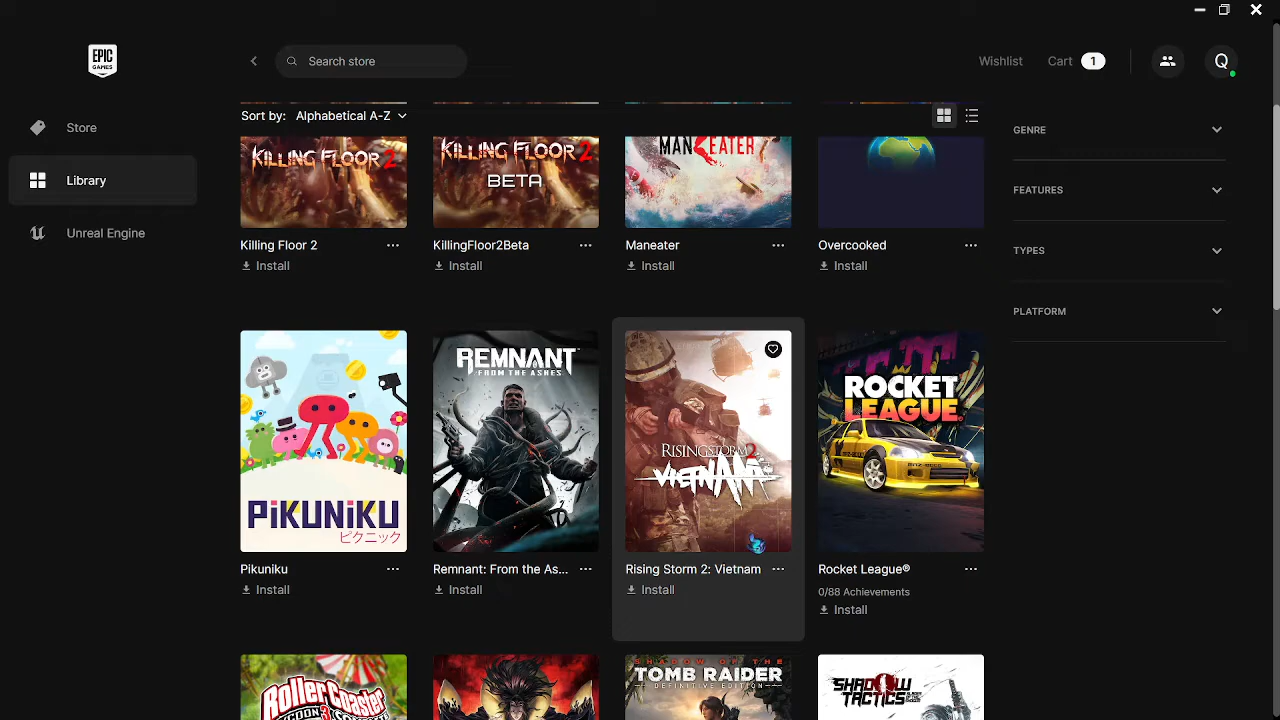 EPIC
GAMES
Search store
Wishlist
Cart
1
Q
Store
Library
Unreal Engine
Sort by:
Alphabetical A-Z
GENRE
FEATURES
TYPES
PLATFORM
KILLING FLOOR 2
KILLING FLOOR 2
BETA
MANEATER
Killing Floor 2
KillingFloor2Beta
Maneater
Overcooked
Install
Install
Install
Install
PiKUNiKU
ピクニック
REMNANT
FROM THE ASHES
RISING STORM 2
VIETNAM
ROCKET
LEAGUE
Pikuniku
Remnant: From the As...
Rising Storm 2: Vietnam
Rocket League®
0/88 Achievements
Install
Install
Install
Install
RollerCoaster
TYCOON 3
SHADOW OF THE
TOMB RAIDER
DEFINITIVE EDITION
SHADOW
TACTICS